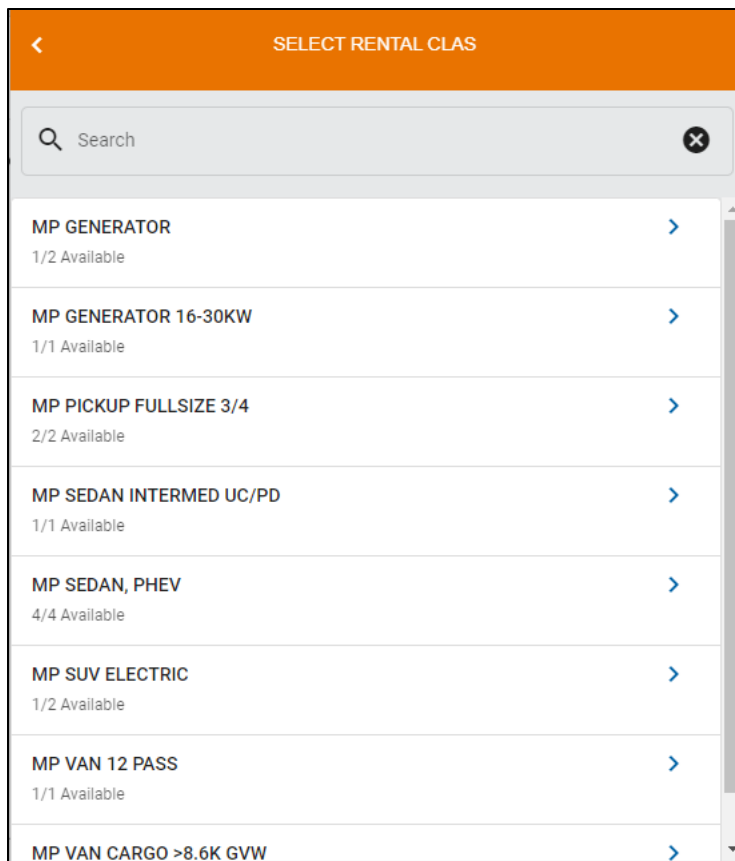 SELECT RENTAL CLAS
Search
MP GENERATOR
1/2 Available
MP GENERATOR 16-30KW
1/1 Available
MP PICKUP FULLSIZE 3/4
2/2 Available
MP SEDAN INTERMED UC/PD
1/1 Available
MP SEDAN, PHEV
4/4 Available
MP SUV ELECTRIC
1/2 Available
MP VAN 12 PASS
1/1 Available
MP VAN CARGO >8.6K GVW